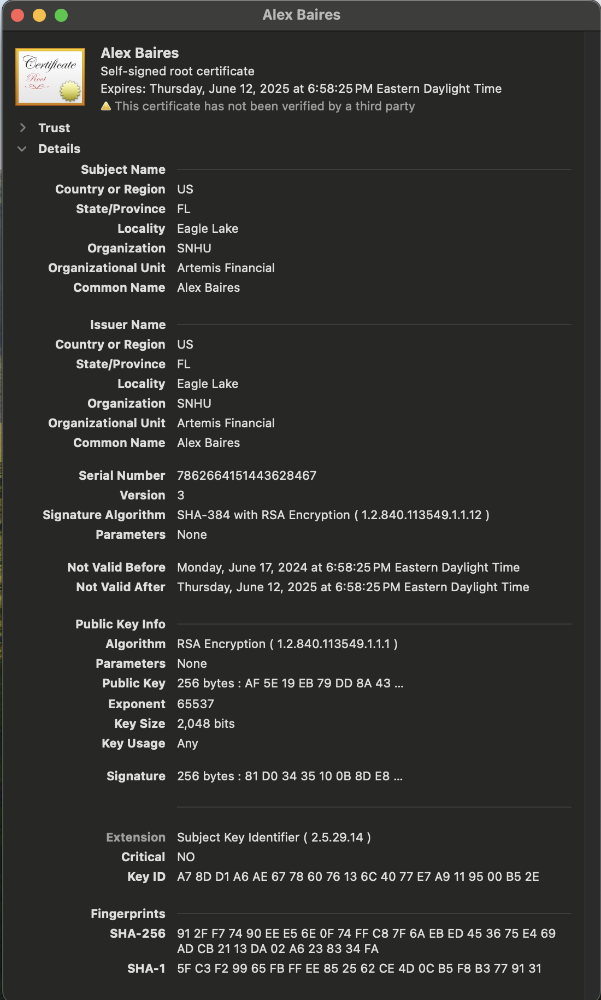 Alex Baires
Certificate
Root
Alex Baires
Self-signed root certificate
Expires: Thursday, June 12, 2025 at 6:58:25 PM Eastern Daylight Time
This certificate has not been verified by a third party
Trust
Details
Subject Name
Country or Region US
State/Province FL
Locality Eagle Lake
Organization SNHU
Organizational Unit Artemis Financial
Common Name Alex Baires
Issuer Name
Country or Region US
State/Province FL
Locality Eagle Lake
Organization SNHU
Organizational Unit Artemis Financial
Common Name Alex Baires
Serial Number 7862664151443628467
Version 3
Signature Algorithm SHA-384 with RSA Encryption ( 1.2.840.113549.1.1.12 )
Parameters None
Not Valid Before Monday, June 17, 2024 at 6:58:25 PM Eastern Daylight Time
Not Valid After Thursday, June 12, 2025 at 6:58:25 PM Eastern Daylight Time
Public Key Info
Algorithm RSA Encryption ( 1.2.840.113549.1.1.1 )
Parameters None
Public Key 256 bytes : AF 5E 19 EB 79 DD 8A 43 ...
Exponent 65537
Key Size 2,048 bits
Key Usage Any
Signature 256 bytes : 81 D0 34 35 10 0B 8D E8 ...
Extension Subject Key Identifier ( 2.5.29.14 )
Critical NO
Key ID A7 8D D1 A6 AE 67 78 60 76 13 6C 40 77 E7 A9 11 95 00 B5 2E
Fingerprints
SHA-256 91 2F F7 74 90 EE E5 6E 0F 74 FF C8 7F 6A EB ED 45 36 75 E4 69
AD CB 21 13 DA 02 A6 23 83 34 FA
SHA-1 5F C3 F2 99 65 FB FF EE 85 25 62 CE 4D 0C B5 F8 B3 77 91 31